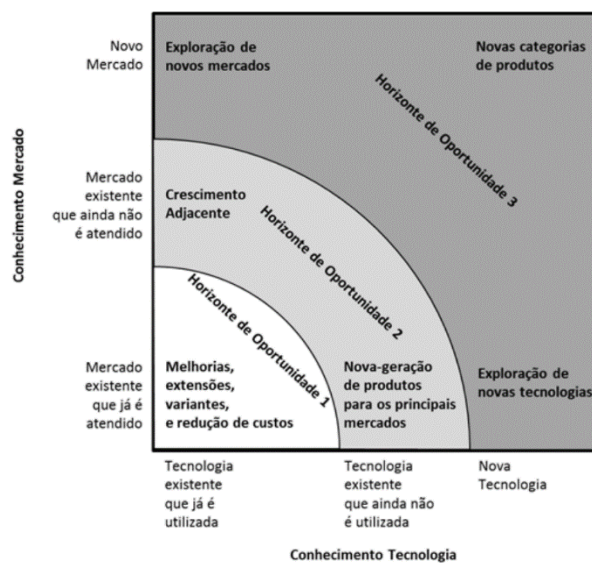 Conhecimento Mercado
Novo
Mercado
Mercado
existente
que ainda não
é atendido
Mercado
existente
que já é
atendido
Exploração de
novos mercados
Novas categorias
de produtos
Horizonte de Oportunidade 3
Crescimento
Adjacente
Horizonte de Oportunidade 2
Horizonte de Oportunidade 1
Melhorias,
extensões,
variantes,
e redução de custos
Nova-geração
de produtos
para os principais
mercados
Exploração de
novas tecnologias
Tecnologia
existente
que já é
utilizada
Tecnologia
existente
que ainda não
é utilizada
Nova
Tecnologia
Conhecimento Tecnologia